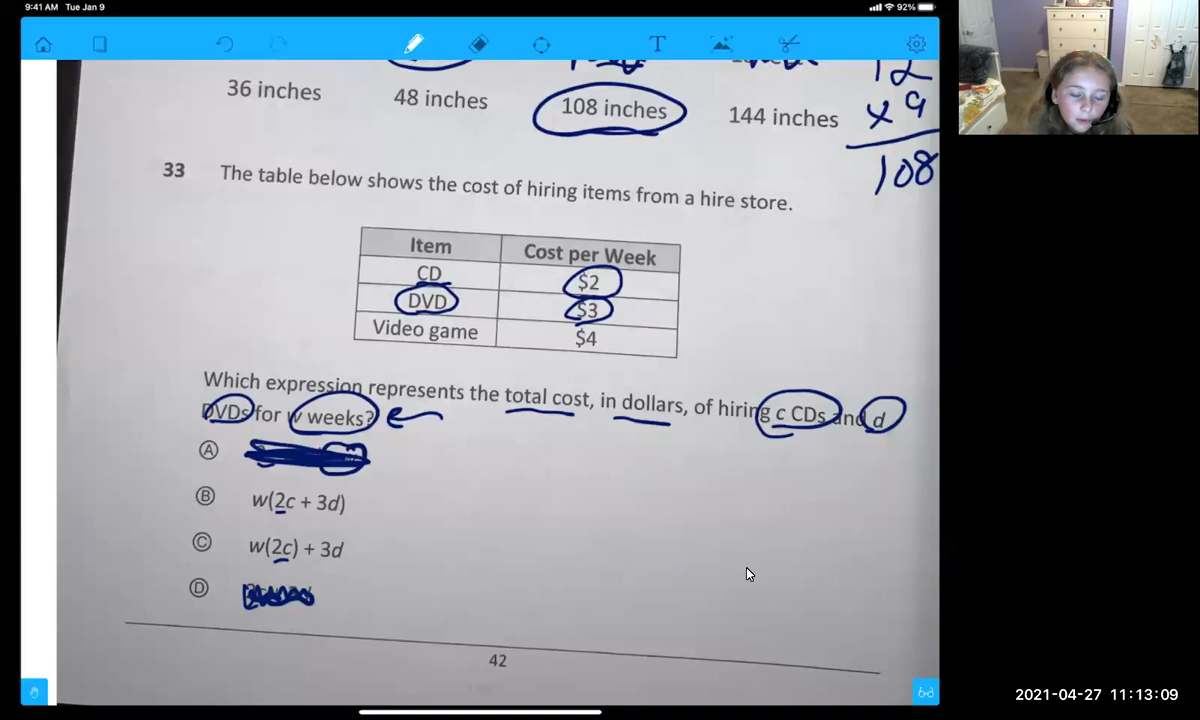 9:41 AM Tue Jan 9
92%
12
36 inches 48 inches 108 inches 144 inches
x 9
108
33 The table below shows the cost of hiring items from a hire store.
Item Cost per Week
CD $2
DVD $3
Video game $4
Which expression represents the total cost, in dollars, of hiring c CDs and d
DVDs for w weeks?
A
B w(2c + 3d)
C w(2c) + 3d
D
42
2021-04-27 11:13:09